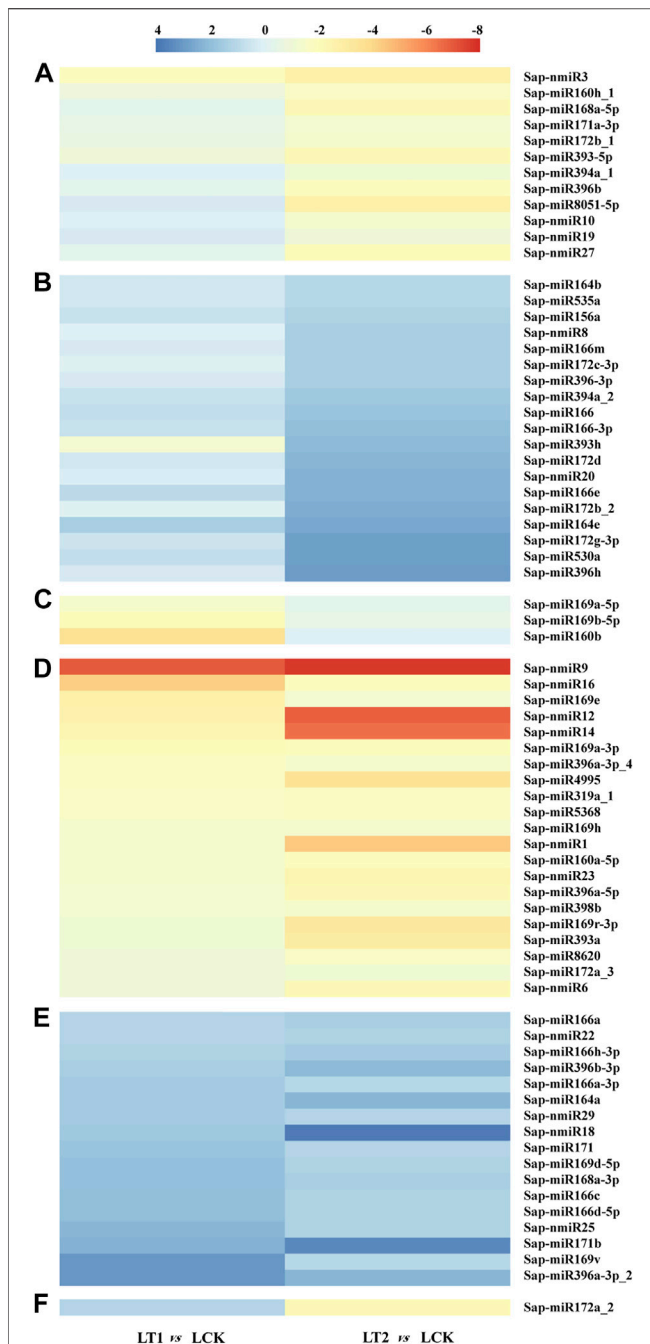 4 2 0 -2 -4 -6 -8
A
Sap-nmiR3
Sap-miR160h_1
Sap-miR168a-5p
Sap-miR171a-3p
Sap-miR172b_1
Sap-miR393-5p
Sap-miR394a_1
Sap-miR396b
Sap-miR8051-5p
Sap-nmiR10
Sap-nmiR19
Sap-nmiR27
B
Sap-miR164b
Sap-miR535a
Sap-miR156a
Sap-nmiR8
Sap-miR166m
Sap-miR172c-3p
Sap-miR396-3p
Sap-miR394a_2
Sap-miR166
Sap-miR166-3p
Sap-miR393h
Sap-miR172d
Sap-nmiR20
Sap-miR166e
Sap-miR172b_2
Sap-miR164e
Sap-miR172g-3p
Sap-miR530a
Sap-miR396h
C
Sap-miR169a-5p
Sap-miR169b-5p
Sap-miR160b
D
Sap-nmiR9
Sap-nmiR16
Sap-miR169e
Sap-nmiR12
Sap-nmiR14
Sap-miR169a-3p
Sap-miR396a-3p_4
Sap-miR4995
Sap-miR319a_1
Sap-miR5368
Sap-miR169h
Sap-nmiR1
Sap-miR160a-5p
Sap-nmiR23
Sap-miR396a-5p
Sap-miR398b
Sap-miR169r-3p
Sap-miR393a
Sap-miR8620
Sap-miR172a_3
Sap-nmiR6
E
Sap-miR166a
Sap-nmiR22
Sap-miR166h-3p
Sap-miR396b-3p
Sap-miR166a-3p
Sap-miR164a
Sap-nmiR29
Sap-nmiR18
Sap-miR171
Sap-miR169d-5p
Sap-miR168a-3p
Sap-miR166c
Sap-miR166d-5p
Sap-nmiR25
Sap-miR171b
Sap-miR169v
Sap-miR396a-3p_2
F
Sap-miR172a_2
LT1 vs LCK LT2 vs LCK